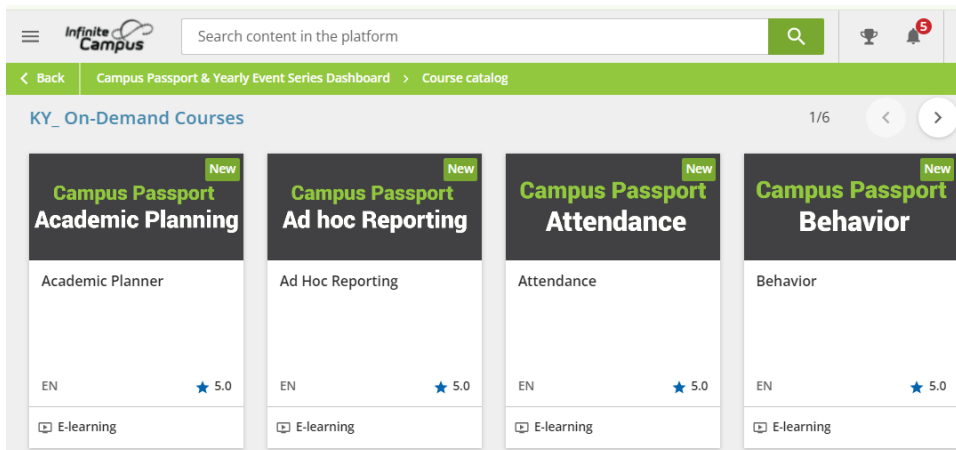 Infinite
Campus
Search content in the platform
5
Back
Campus Passport & Yearly Event Series Dashboard > Course catalog
KY_ On-Demand Courses
1/6
New
Campus Passport
Academic Planning
Academic Planner
EN
5.0
E-learning
New
Campus Passport
Ad hoc Reporting
Ad Hoc Reporting
EN
5.0
E-learning
New
Campus Passport
Attendance
Attendance
EN
5.0
E-learning
New
Campus Passport
Behavior
Behavior
EN
5.0
E-learning